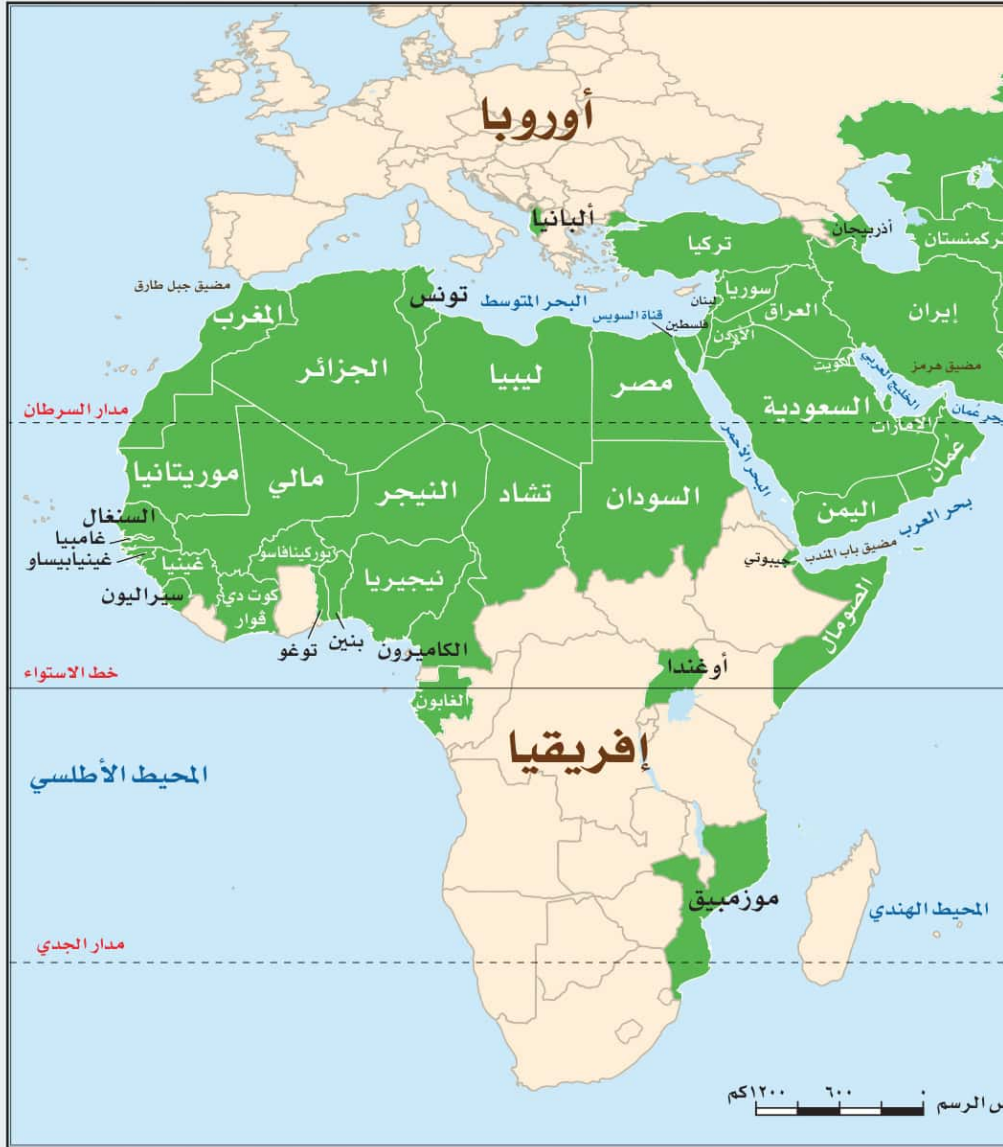 أوروبا
ألبانيا
تركيا
أذربيجان
تركمنستان
مضيق جبل طارق
تونس
البحر المتوسط
قناة السويس
لبنان
سوريا
فلسطين
العراق
إيران
الأردن
المغرب
الجزائر
ليبيا
مصر
الكويت
مضيق هرمز
الخليج العربي
السعودية
مدار السرطان
الإمارات
بحر عُمان
عُمان
البحر الأحمر
موريتانيا
مالي
النيجر
تشاد
السودان
اليمن
بحر العرب
السنغال
غامبيا
غينيابيساو
غينيا
بوركينافاسو
نيجيريا
جيبوتي
مضيق باب المندب
سيراليون
كوت دي
ڤوار
توغو
بنين
الكاميرون
أوغندا
الصومال
خط الاستواء
الغابون
إفريقيا
المحيط الأطلسي
موزمبيق
المحيط الهندي
مدار الجدي
الرسم
٠ ٦٠٠ ١٢٠٠كم